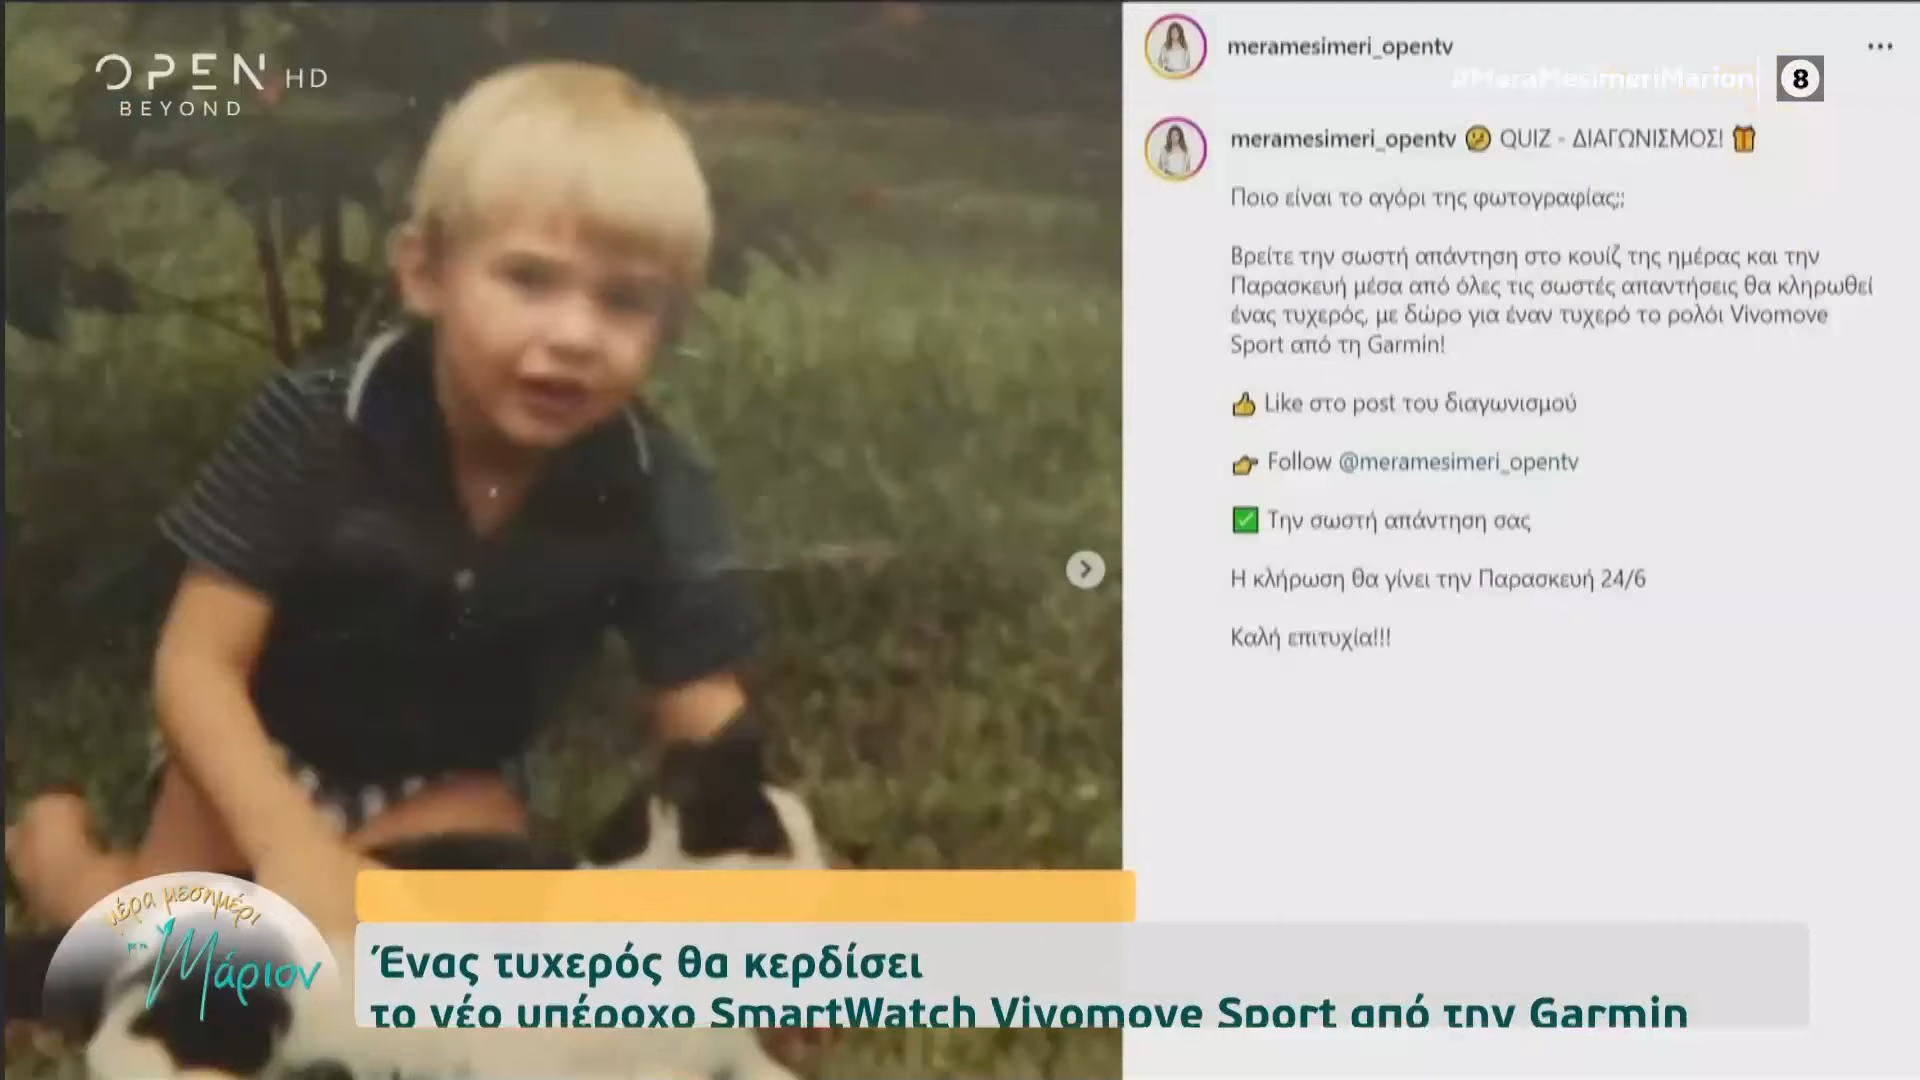 OPEN HD
BEYOND
meramesimeri_opentv
#MeraMesimeriMarion
8
meramesimeri_opentv 🤔 QUIZ - ΔΙΑΓΩΝΙΣΜΟΣ! 🎁
Ποιο είναι το αγόρι της φωτογραφίας;;
Βρείτε την σωστή απάντηση στο κουίζ της ημέρας και την
Παρασκευή μέσα από όλες τις σωστές απαντήσεις θα κληρωθεί
ένας τυχερός, με δώρο για έναν τυχερό το ρολόι Vivomove
Sport από τη Garmin!
👍 Like στο post του διαγωνισμού
👉 Follow @meramesimeri_opentv
✅ Την σωστή απάντηση σας
Η κλήρωση θα γίνει την Παρασκευή 24/6
Καλή επιτυχία!!!
μέρα μεσημέρι
με τη
Μάριον
Ένας τυχερός θα κερδίσει
το νέο υπέροχο SmartWatch Vivomove Sport από την Garmin